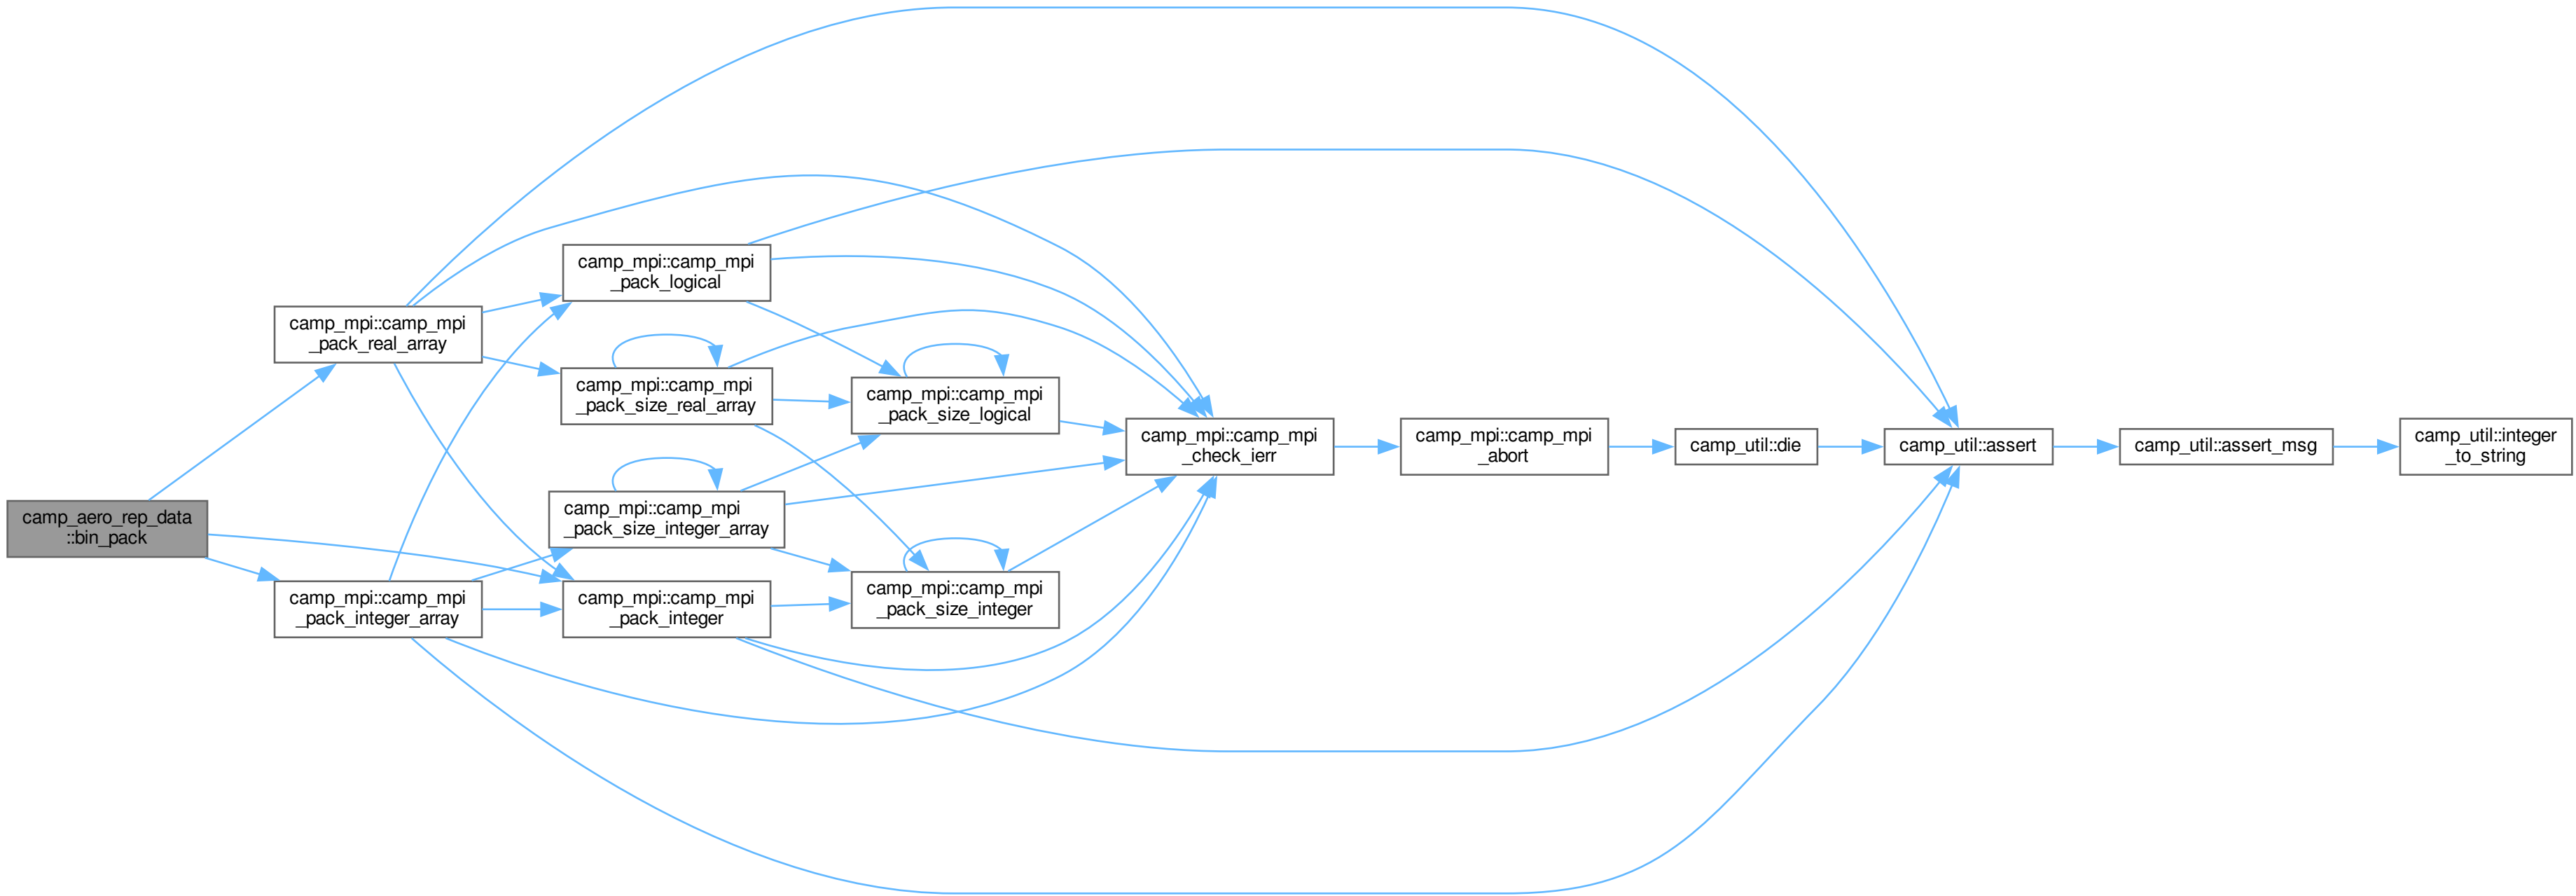 camp_aero_rep_data
::bin_pack
camp_mpi::camp_mpi
_pack_real_array
camp_mpi::camp_mpi
_pack_integer_array
camp_mpi::camp_mpi
_pack_logical
camp_mpi::camp_mpi
_pack_size_real_array
camp_mpi::camp_mpi
_pack_size_integer_array
camp_mpi::camp_mpi
_pack_integer
camp_mpi::camp_mpi
_pack_size_logical
camp_mpi::camp_mpi
_pack_size_integer
camp_mpi::camp_mpi
_check_ierr
camp_mpi::camp_mpi
_abort
camp_util::die
camp_util::assert
camp_util::assert_msg
camp_util::integer
_to_string